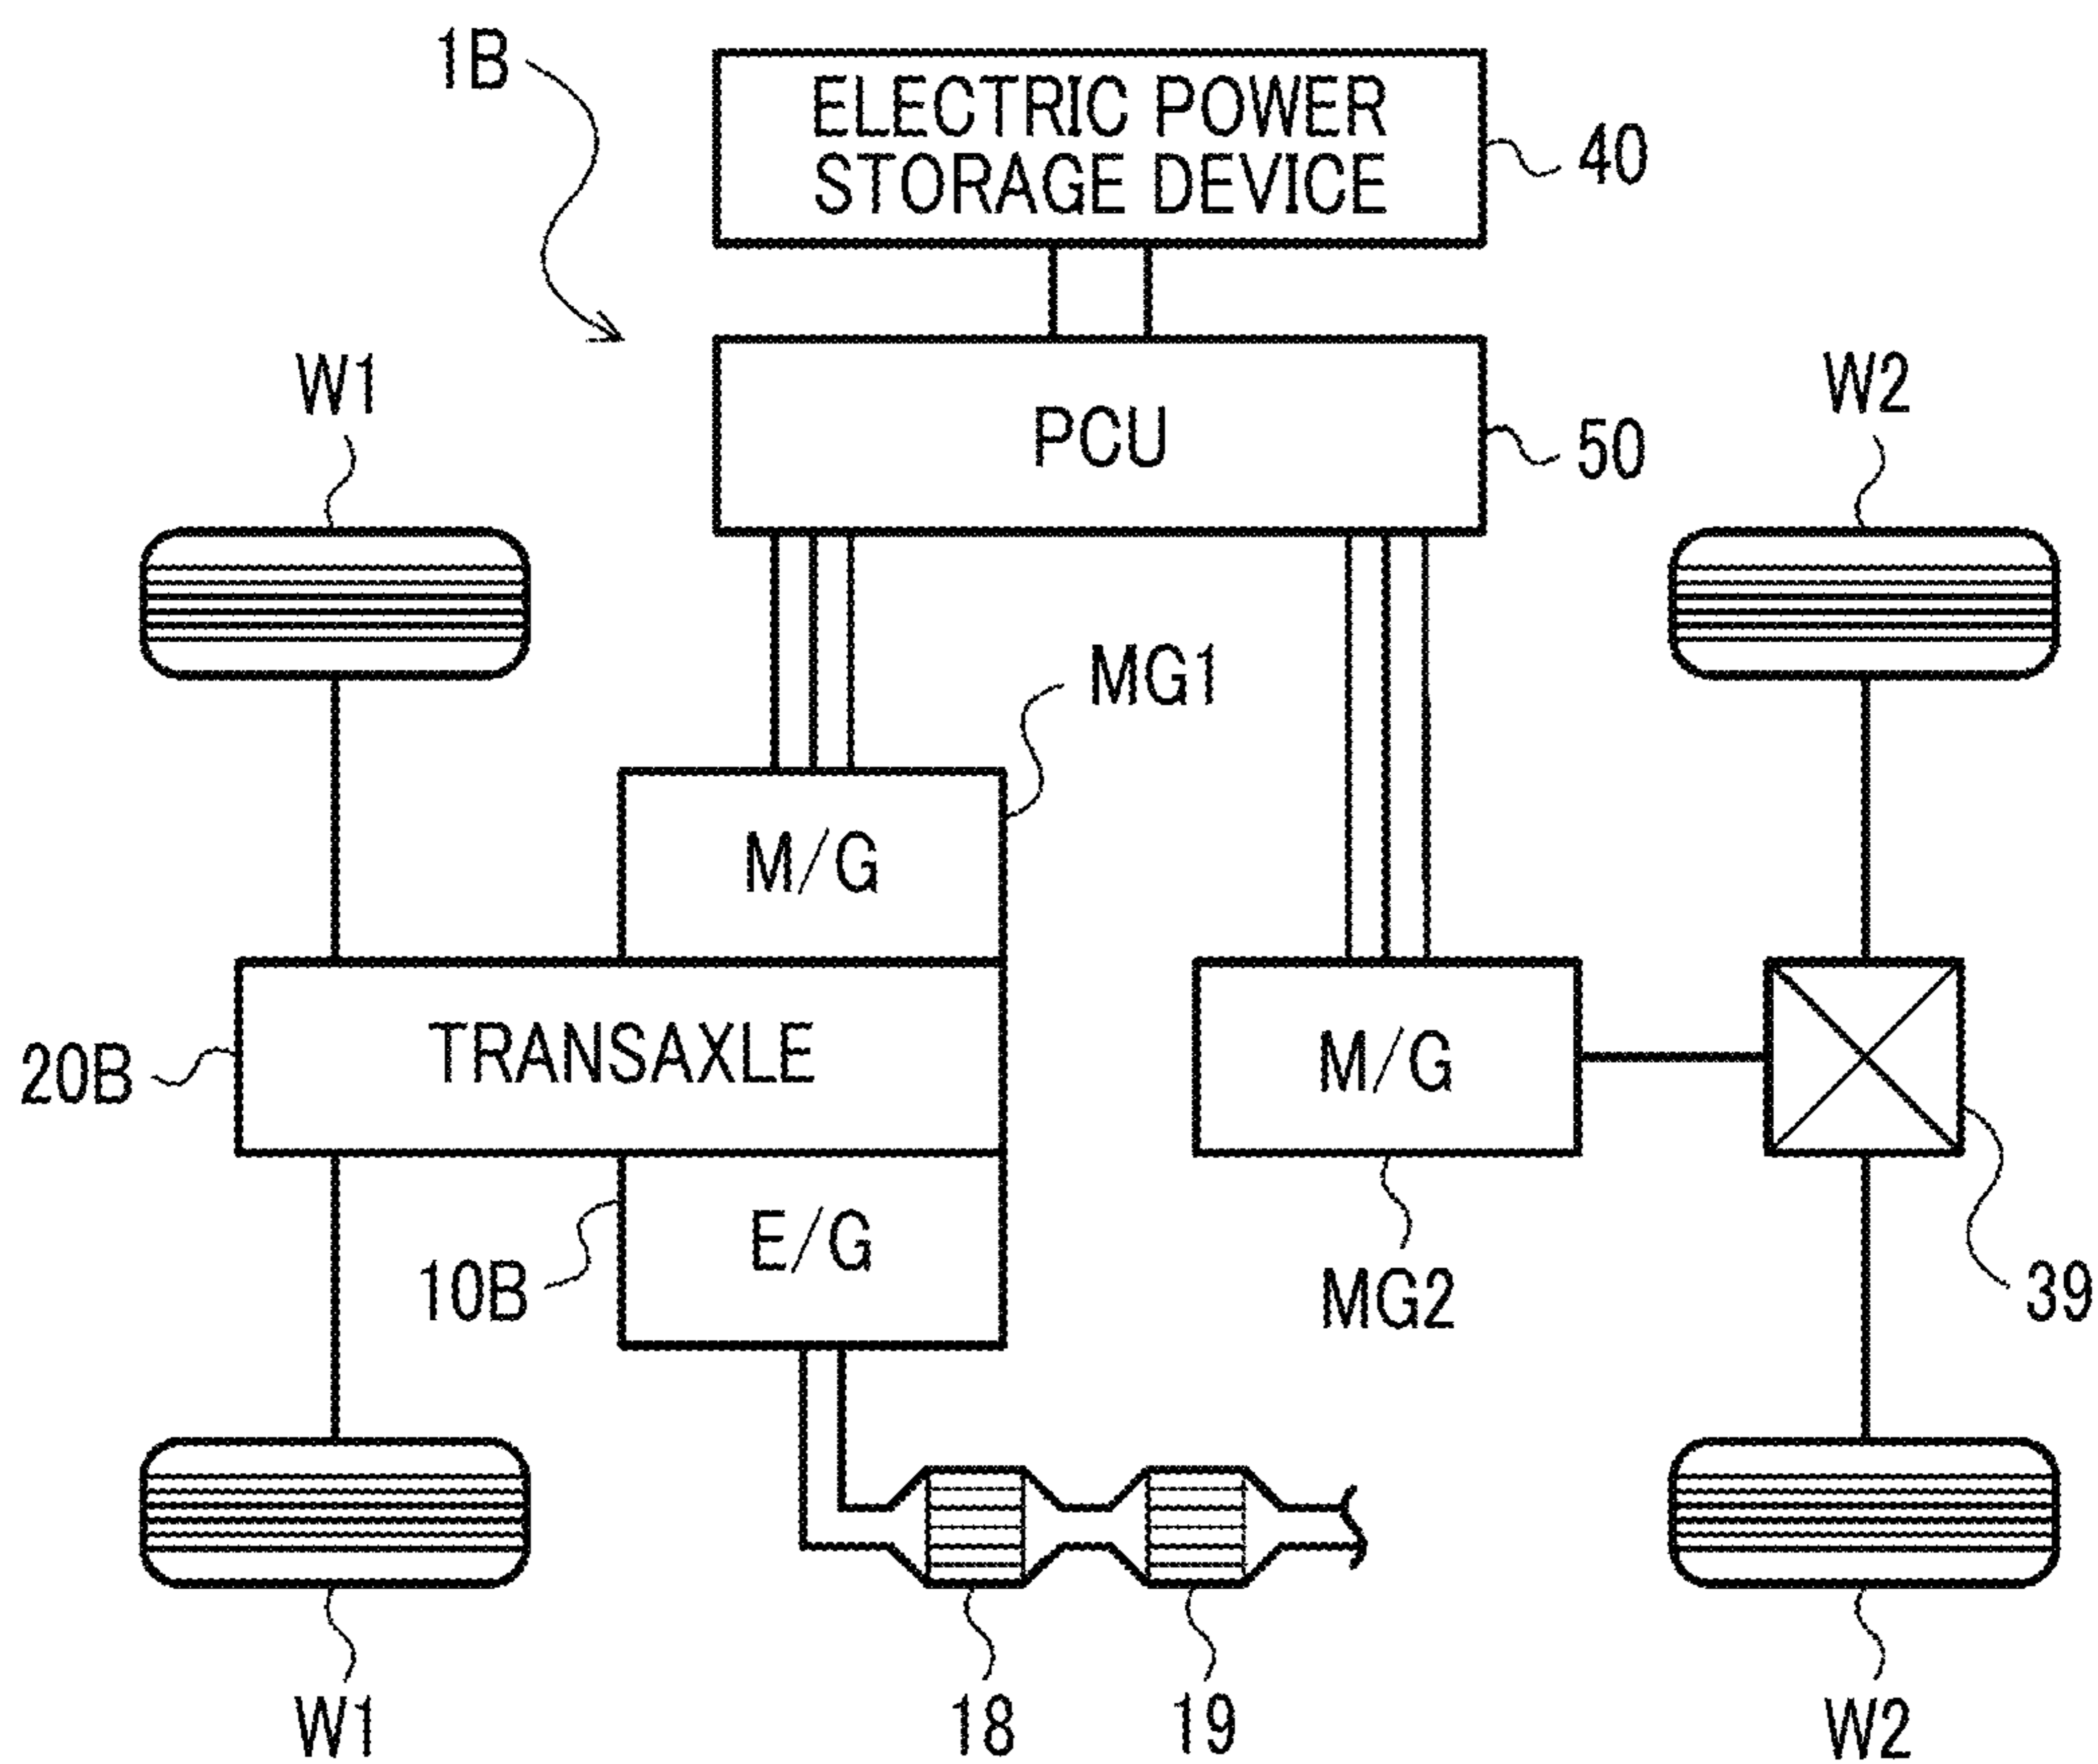 1B
ELECTRIC POWER
STORAGE DEVICE
40
W1
PCU
50
W2
MG1
M/G
20B
TRANSAXLE
M/G
10B
E/G
MG2
39
18
19
W1
W2